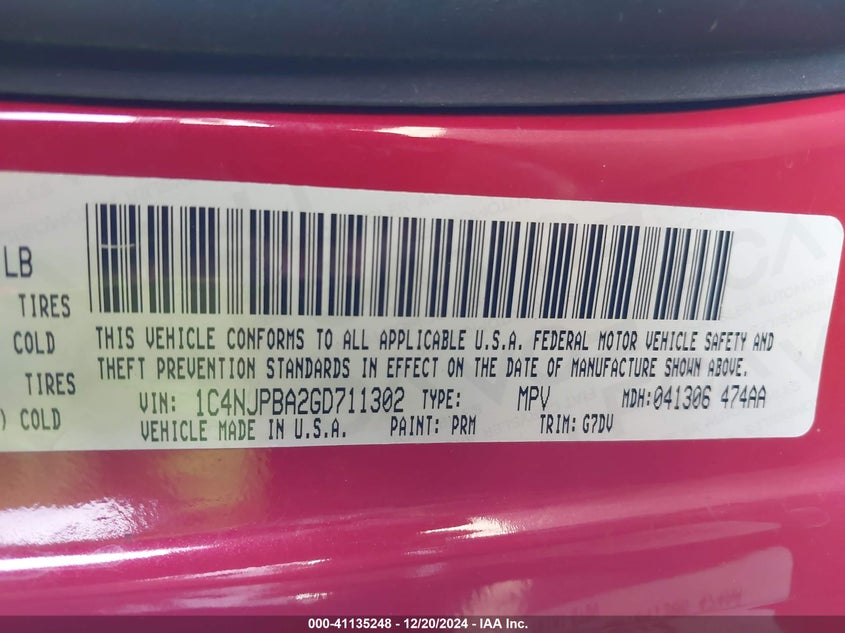 LB
TIRES
COLD
TIRES
) COLD
THIS VEHICLE CONFORMS TO ALL APPLICABLE U.S.A. FEDERAL MOTOR VEHICLE SAFETY AND
THEFT PREVENTION STANDARDS IN EFFECT ON THE DATE OF MANUFACTURE SHOWN ABOVE.
VIN: 1C4NJPBA2GD711302 TYPE: MPV MDH:041306 474AA
VEHICLE MADE IN U.S.A. PAINT: PRM TRIM: G7DV
000-41135248 - 12/20/2024 - IAA Inc.